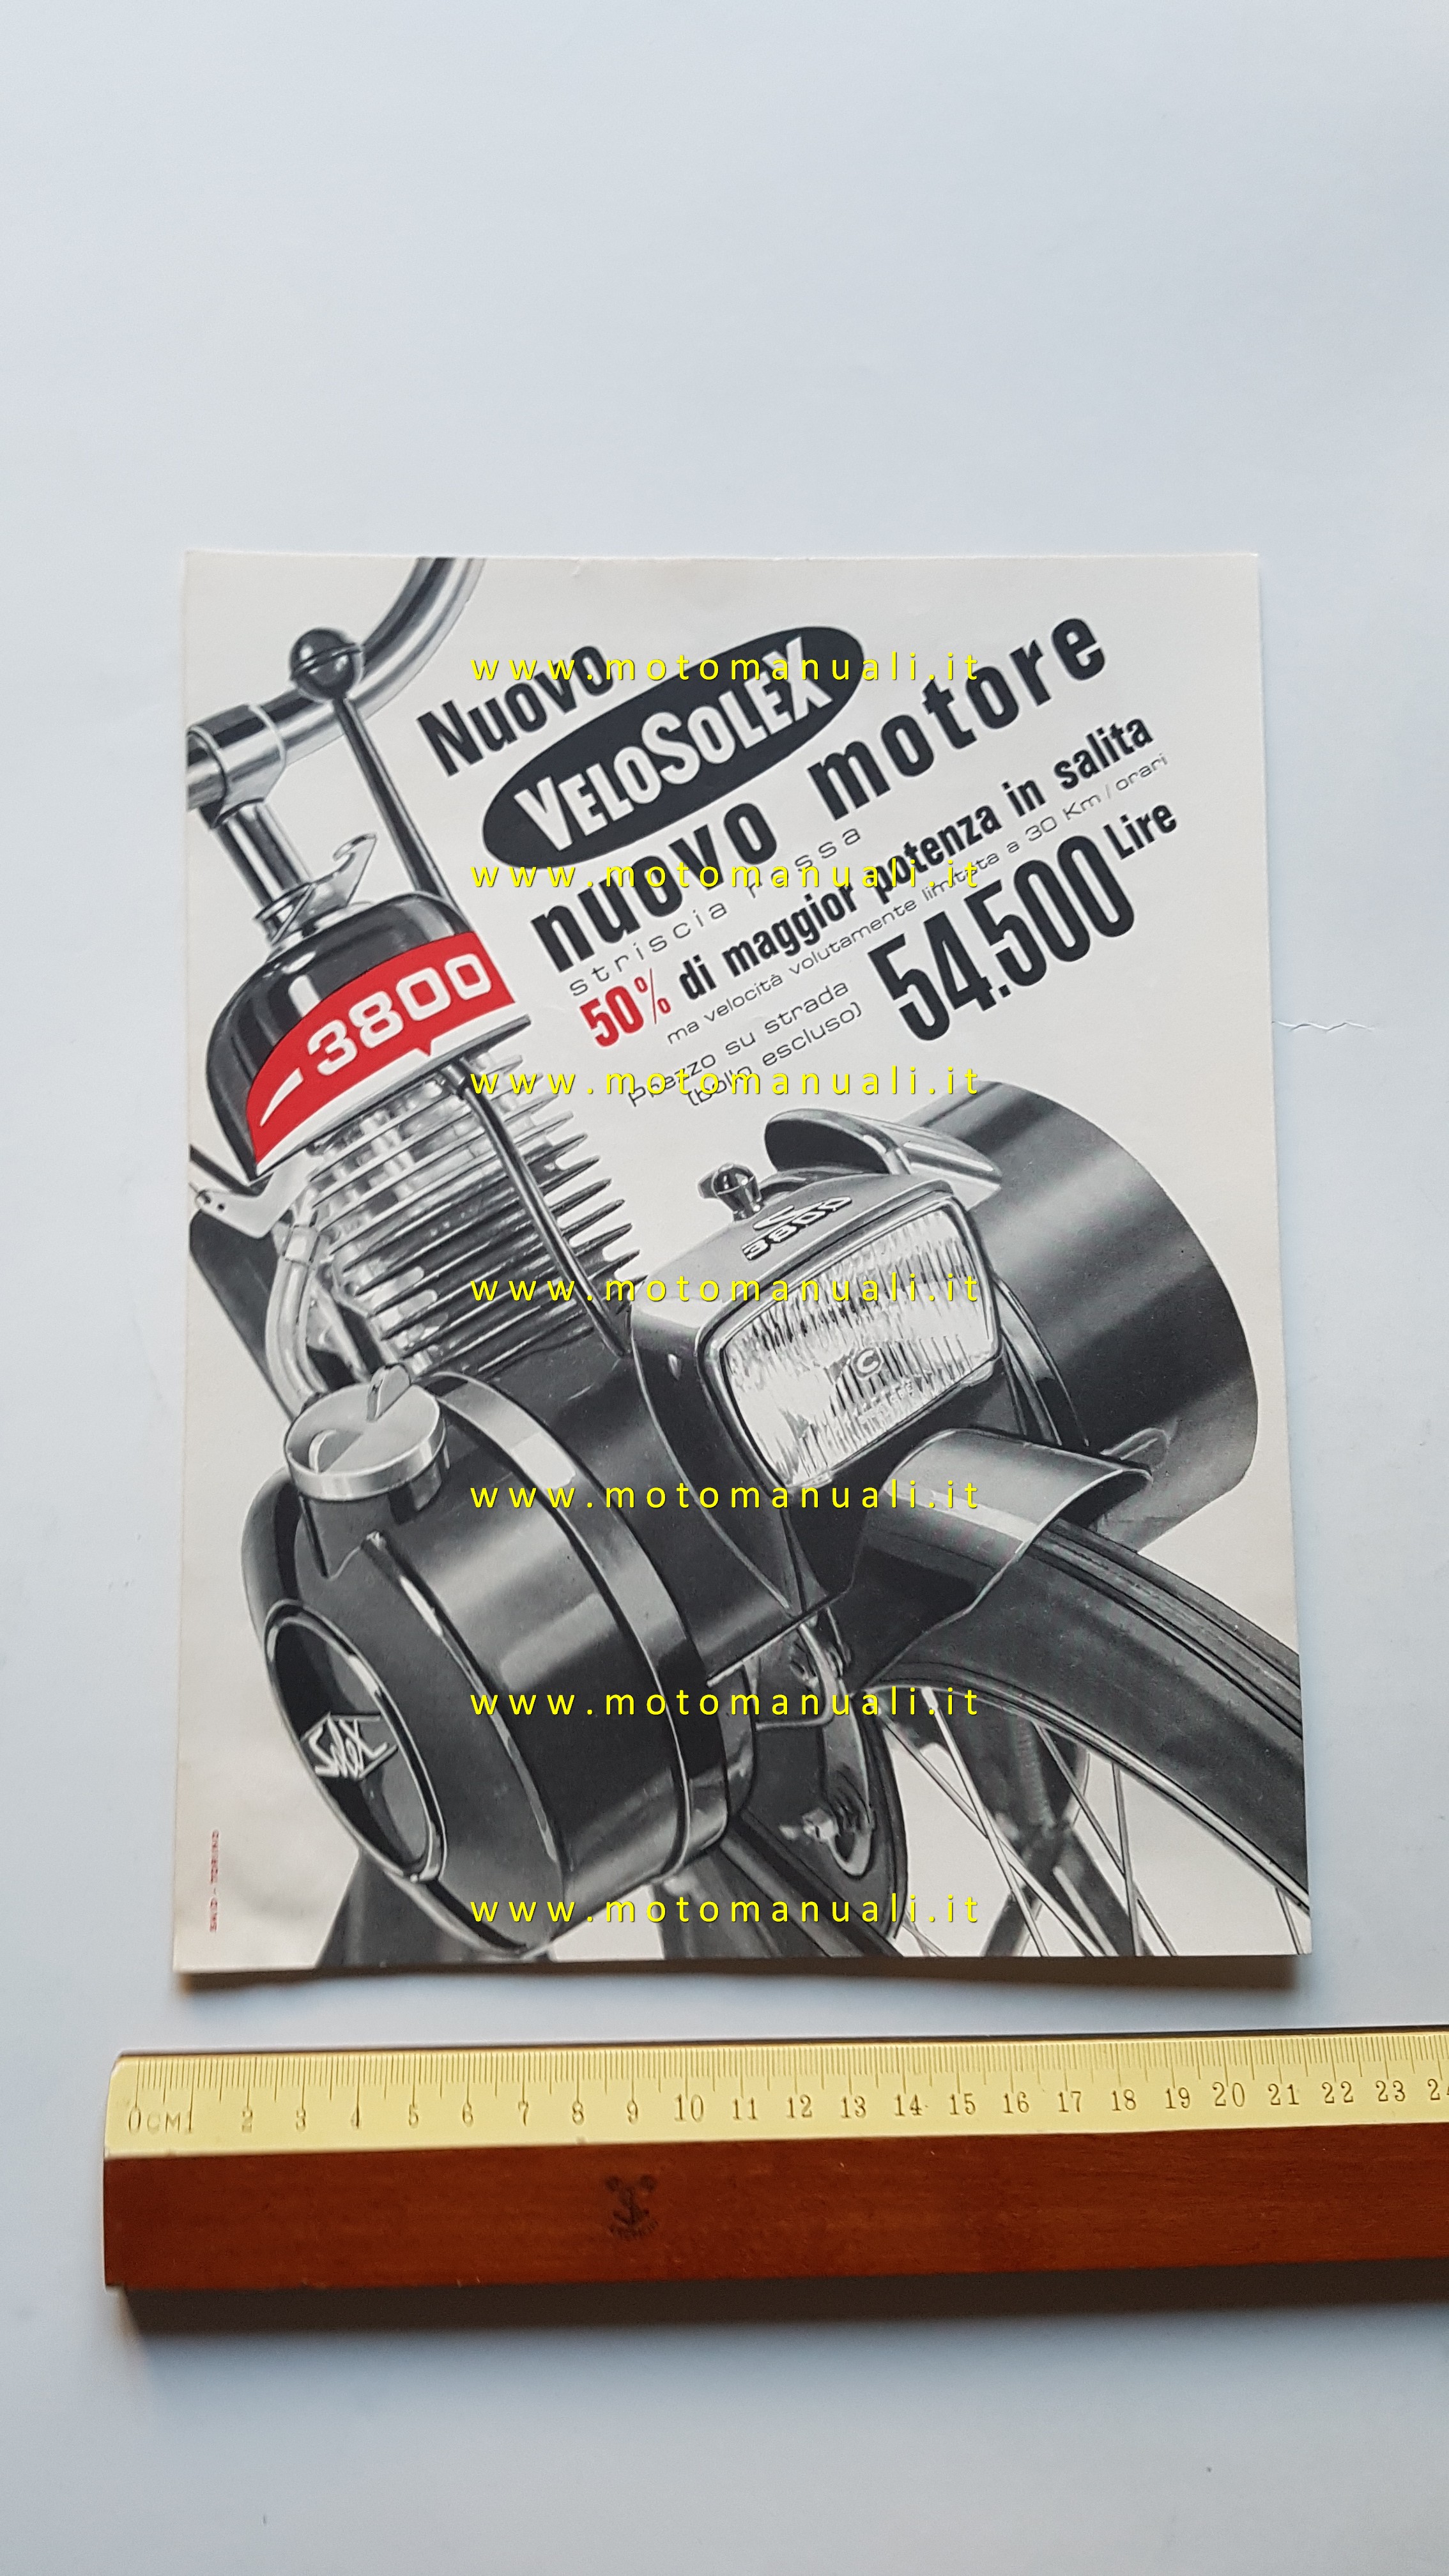 Nuovo
VELOSOLEX
nuovo motore
striscia rossa
50% di maggior potenza in salita
ma velocità volutamente limitata a 30 Km/orari
Prezzo su strada
(bollo escluso)
54.500 Lire
3800
3800
C
Solex
www.motomanuali.it
www.motomanuali.it
www.motomanuali.it
www.motomanuali.it
www.motomanuali.it
www.motomanuali.it
www.motomanuali.it
0CM1 2 3 4 5 6 7 8 9 10 11 12 13 14 15 16 17 18 19 20 21 22 23